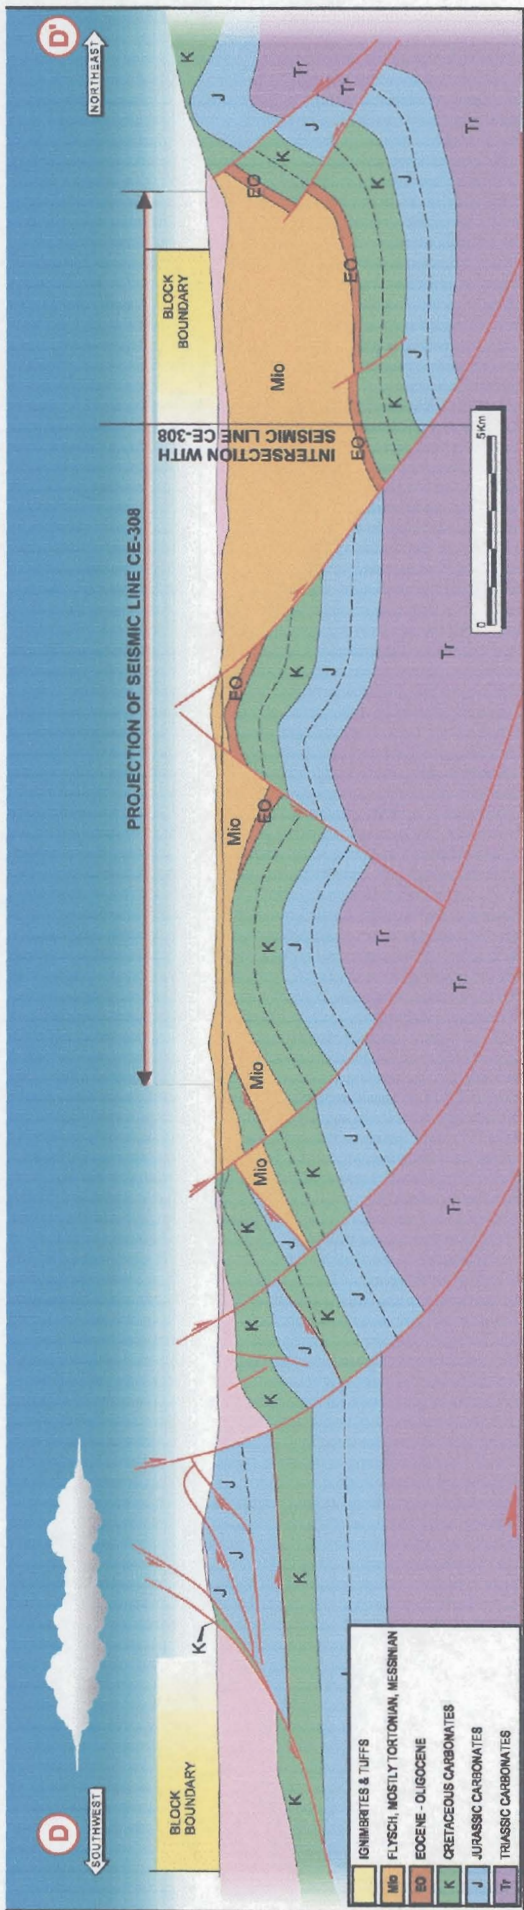 D
SOUTHWEST
D'
NORTHEAST
PROJECTION OF SEISMIC LINE CE-308
BLOCK
BOUNDARY
BLOCK
BOUNDARY
INTERSECTION WITH
SEISMIC LINE CE-308
K
J
J
J
K
K
K
K
J
K
K
J
J
Mio
K
J
Mio
Mio
K
J
EO
EO
K
J
Mio
EO
EO
EO
K
J
K
J
K
J
K
J
Tr
Tr
Tr
Tr
Tr
Tr
Tr
0
5Km
IGNIMBRITES & TUFFS
Mio FLYSCH, MOSTLY TORTONIAN, MESSINIAN
EO EOCENE - OLIGOCENE
K CRETACEOUS CARBONATES
J JURASSIC CARBONATES
Tr TRIASSIC CARBONATES